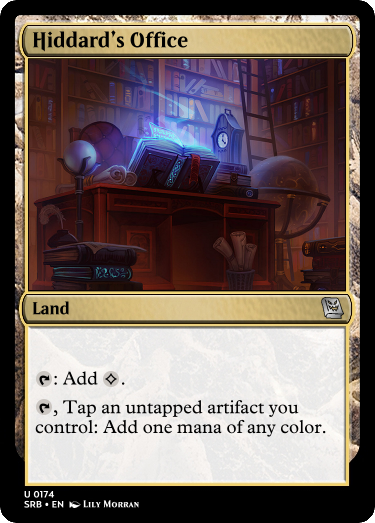 Hiddard's Office
Land
: Add .
, Tap an untapped artifact you
control: Add one mana of any color.
U 0174
SRB • EN Lily Morran